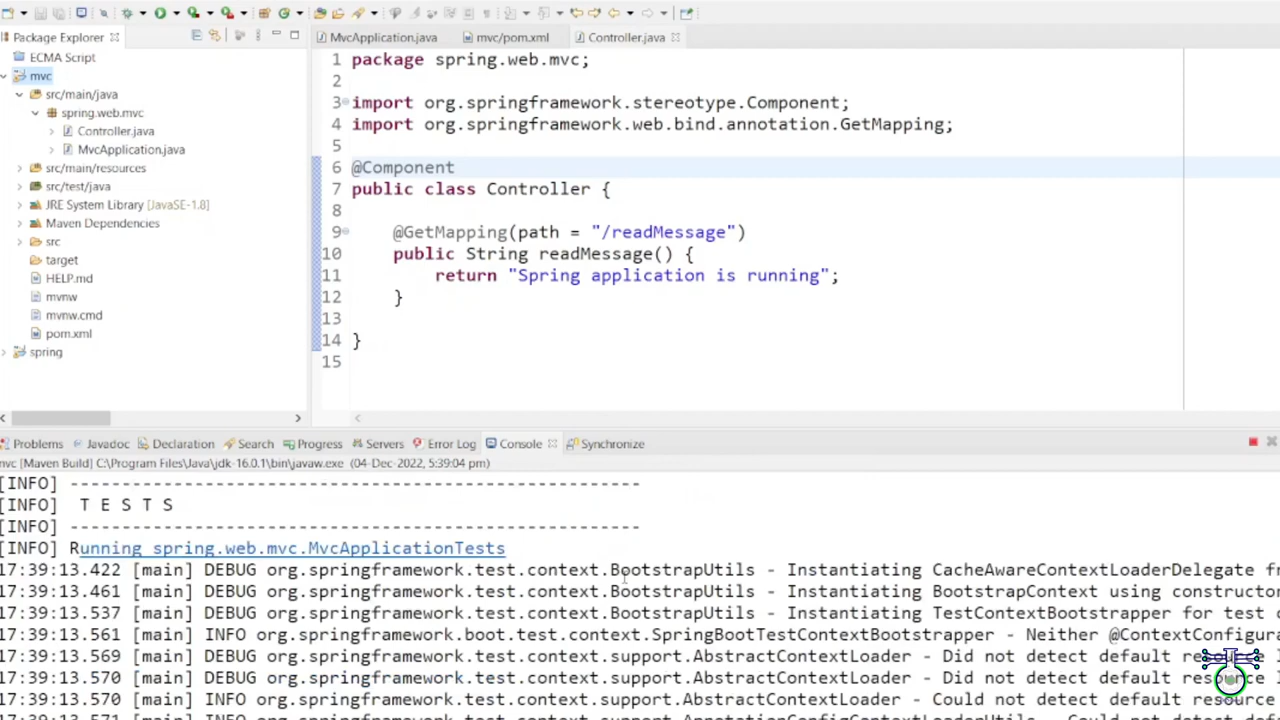 Package Explorer
ECMA Script
mvc
src/main/java
spring.web.mvc
Controller.java
MvcApplication.java
src/main/resources
src/test/java
JRE System Library [JavaSE-1.8]
Maven Dependencies
src
target
HELP.md
mvnw
mvnw.cmd
pom.xml
spring
MvcApplication.java mvc/pom.xml Controller.java
1 package spring.web.mvc;
2
3 import org.springframework.stereotype.Component;
4 import org.springframework.web.bind.annotation.GetMapping;
5
6 @Component
7 public class Controller {
8
9 @GetMapping(path = "/readMessage")
10 public String readMessage() {
11 return "Spring application is running";
12 }
13
14 }
15
Problems Javadoc Declaration Search Progress Servers Error Log Console Synchronize
mvc [Maven Build] C:\Program Files\Java\jdk-16.0.1\bin\javaw.exe (04-Dec-2022, 5:39:04 pm)
[INFO] -------------------------------------------------------
[INFO]  T E S T S
[INFO] -------------------------------------------------------
[INFO] Running spring.web.mvc.MvcApplicationTests
17:39:13.422 [main] DEBUG org.springframework.test.context.BootstrapUtils - Instantiating CacheAwareContextLoaderDelegate
17:39:13.461 [main] DEBUG org.springframework.test.context.BootstrapUtils - Instantiating BootstrapContext using constructo
17:39:13.537 [main] DEBUG org.springframework.test.context.BootstrapUtils - Instantiating TestContextBootstrapper for test
17:39:13.561 [main] INFO org.springframework.boot.test.context.SpringBootTestContextBootstrapper - Neither @ContextConfigura
17:39:13.569 [main] DEBUG org.springframework.test.context.support.AbstractContextLoader - Did not detect default resource
17:39:13.570 [main] DEBUG org.springframework.test.context.support.AbstractContextLoader - Did not detect default resource
17:39:13.570 [main] INFO org.springframework.test.context.support.AbstractContextLoader - Could not detect default resource